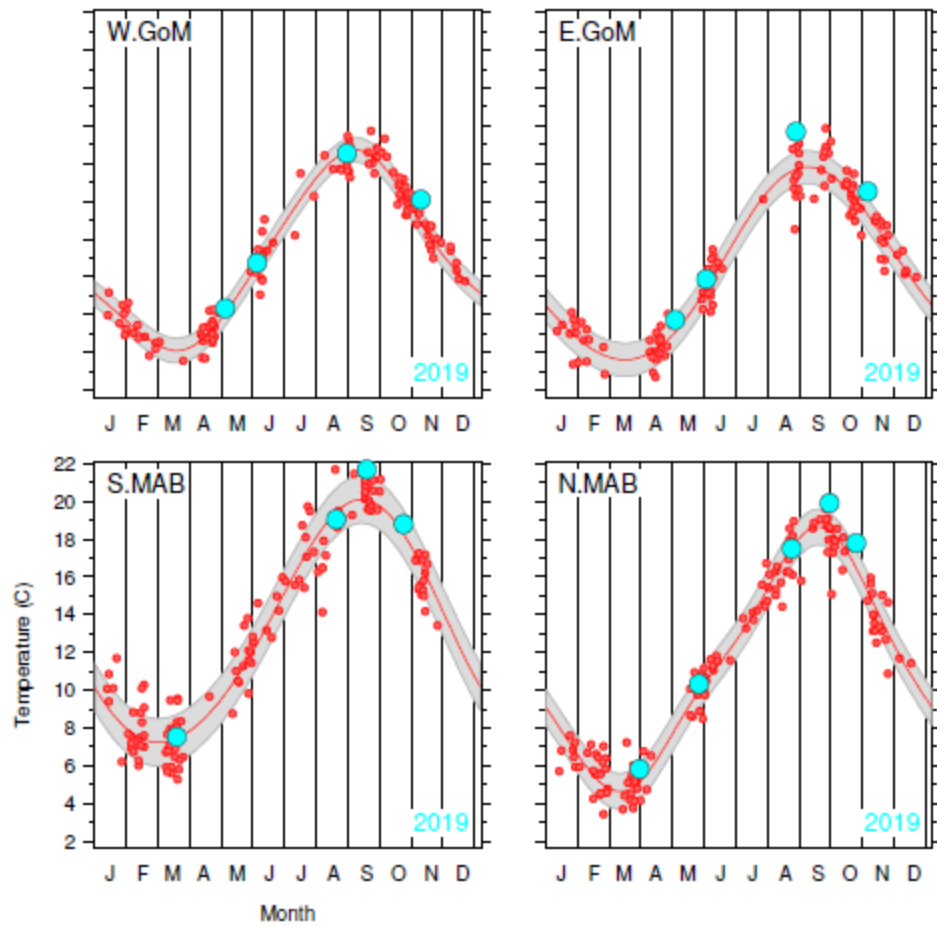 W.GoM
E.GoM
2019
2019
J F M A M J J A S O N D
J F M A M J J A S O N D
S.MAB
N.MAB
22
20
18
16
14
12
10
8
6
4
2
Temperature (C)
2019
2019
J F M A M J J A S O N D
J F M A M J J A S O N D
Month